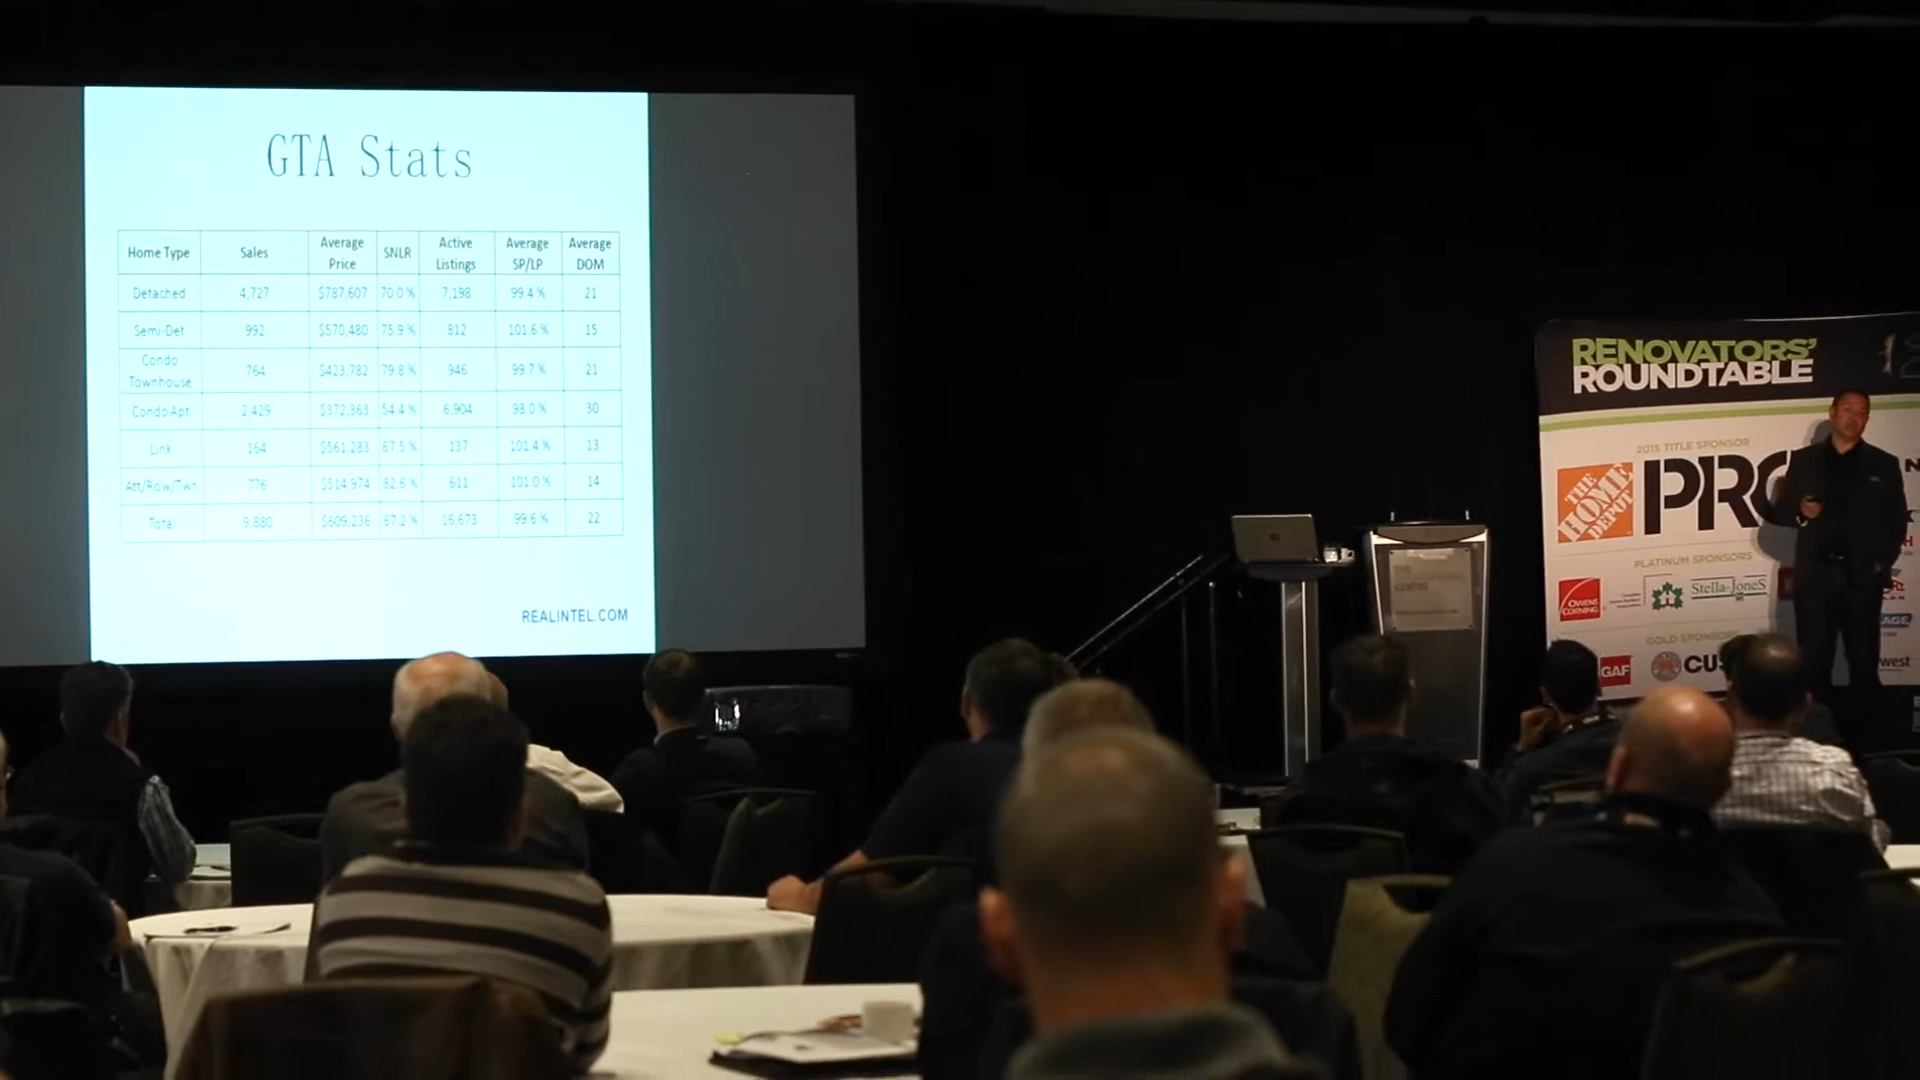 GTA Stats
Home Type Sales Average Price SNLR Active Listings Average SP/LP Average DOM
Detached 4,727 $787,607 70.0 % 7,198 99.4 % 21
Semi-Det 992 $570,480 75.9 % 812 101.6 % 15
Condo Townhouse 764 $423,782 79.8 % 946 99.7 % 21
Condo Apt 2,429 $372,363 54.4 % 6,904 98.0 % 30
Link 164 $561,283 67.5 % 137 101.4 % 13
Att/Row/Twn 776 $514,974 82.6 % 611 101.0 % 14
Total 9,880 $609,236 67.2 % 16,673 99.6 % 22
REALINTEL.COM
RENOVATORS'
ROUNDTABLE
2015 TITLE SPONSOR
THE HOME DEPOT
PRO
PLATINUM SPONSORS
OWENS CORNING
Stella-Jones
GOLD SPONSORS
GAF
CUS
west